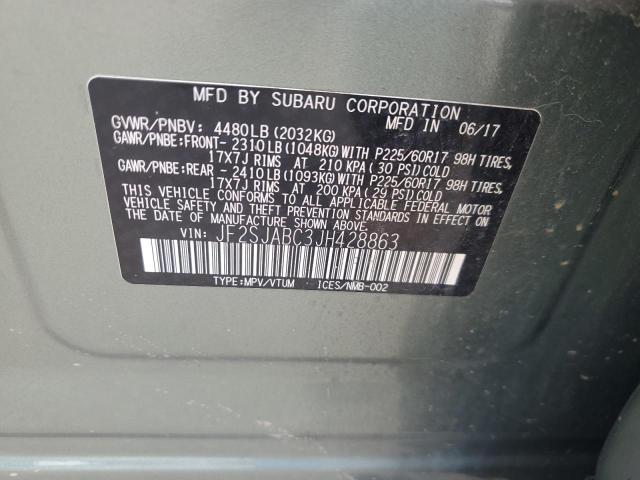 MFD BY SUBARU CORPORATION
MFD IN 06/17
GVWR/PNBV: 4480LB(2032KG)
GAWR/PNBE:FRONT- 2310LB(1048KG)WITH P225/60R17 98H TIRES,
17X7J RIMS AT 210 KPA(30 PSI)COLD
GAWR/PNBE:REAR - 2410LB(1093KG)WITH P225/60R17 98H TIRES,
17X7J RIMS AT 200 KPA(29 PSI)COLD
THIS VEHICLE CONFORMS TO ALL APPLICABLE FEDERAL MOTOR
VEHICLE SAFETY AND THEFT PREVENTION STANDARDS IN EFFECT
ON THE DATE OF MANUFACTURE SHOWN ABOVE.
VIN: JF2SJABC3JH428863
TYPE:MPV/VTUM ICES/NMB-002